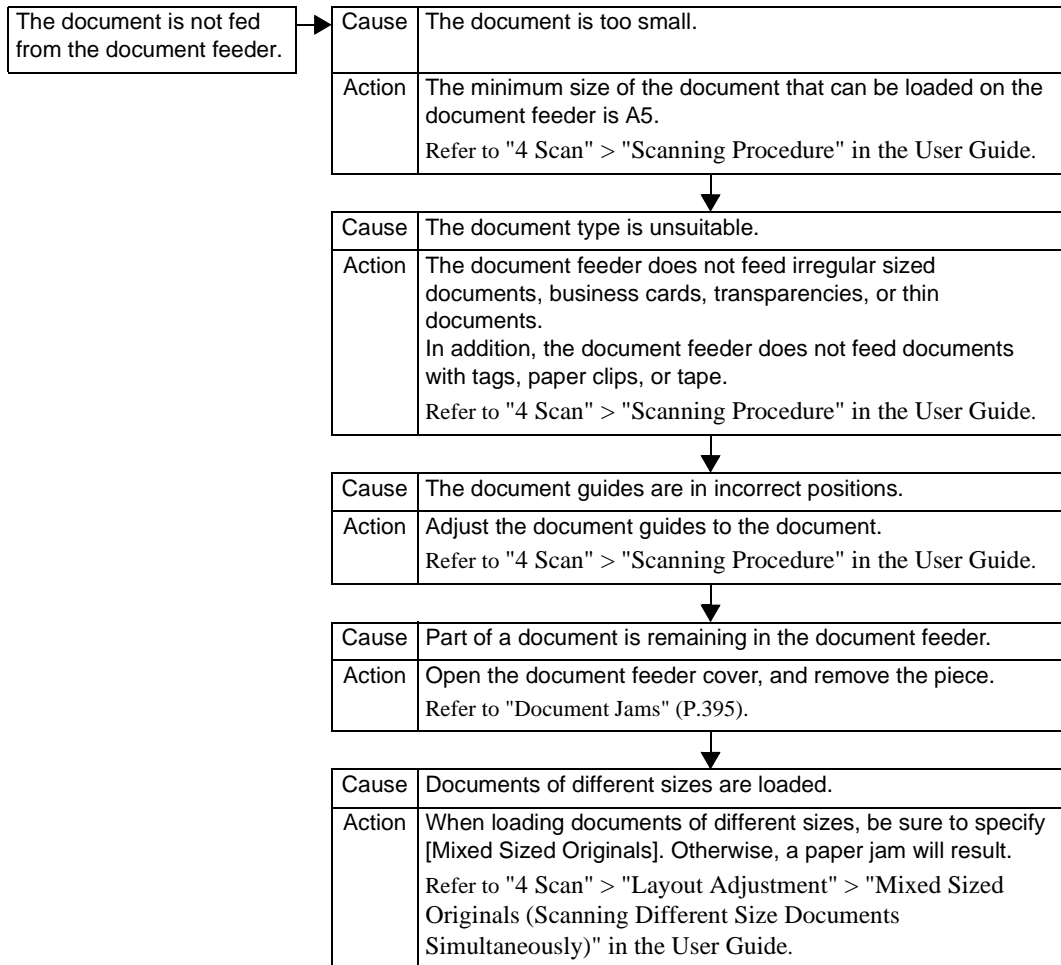 The document is not fed
from the document feeder.
Cause The document is too small.
Action The minimum size of the document that can be loaded on the
document feeder is A5.
Refer to "4 Scan" > "Scanning Procedure" in the User Guide.
Cause The document type is unsuitable.
Action The document feeder does not feed irregular sized
documents, business cards, transparencies, or thin
documents.
In addition, the document feeder does not feed documents
with tags, paper clips, or tape.
Refer to "4 Scan" > "Scanning Procedure" in the User Guide.
Cause The document guides are in incorrect positions.
Action Adjust the document guides to the document.
Refer to "4 Scan" > "Scanning Procedure" in the User Guide.
Cause Part of a document is remaining in the document feeder.
Action Open the document feeder cover, and remove the piece.
Refer to "Document Jams" (P.395).
Cause Documents of different sizes are loaded.
Action When loading documents of different sizes, be sure to specify
[Mixed Sized Originals]. Otherwise, a paper jam will result.
Refer to "4 Scan" > "Layout Adjustment" > "Mixed Sized
Originals (Scanning Different Size Documents
Simultaneously)" in the User Guide.